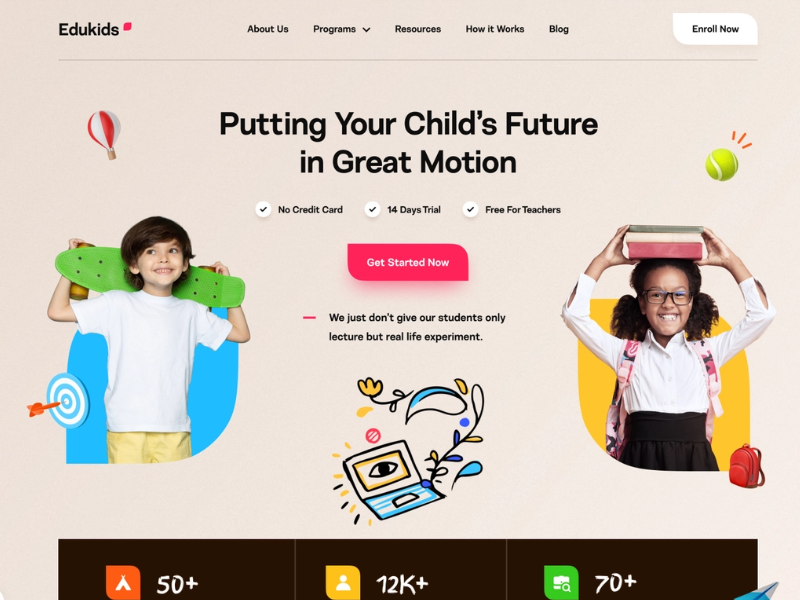 Edukids
About Us Programs Resources How it Works Blog Enroll Now
Putting Your Child's Future
in Great Motion
No Credit Card 14 Days Trial Free For Teachers
Get Started Now
We just don't give our students only
lecture but real life experiment.
50+ 12K+ 70+